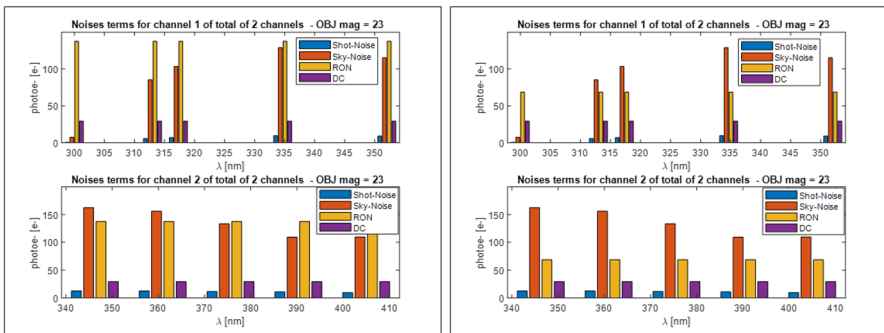 Noises terms for channel 1 of total of 2 channels - OBJ mag = 23
photoe- [e-]
100
50
0
Shot-Noise
Sky-Noise
RON
DC
300 305 310 315 320 325 330 335 340 345 350
λ [nm]
Noises terms for channel 2 of total of 2 channels - OBJ mag = 23
photoe- [e-]
150
100
50
0
Shot-Noise
Sky-Noise
RON
DC
340 350 360 370 380 390 400 410
λ [nm]
Noises terms for channel 1 of total of 2 channels - OBJ mag = 23
photoe- [e-]
100
50
0
Shot-Noise
Sky-Noise
RON
DC
300 305 310 315 320 325 330 335 340 345 350
λ [nm]
Noises terms for channel 2 of total of 2 channels - OBJ mag = 23
photoe- [e-]
150
100
50
0
Shot-Noise
Sky-Noise
RON
DC
340 350 360 370 380 390 400 410
λ [nm]